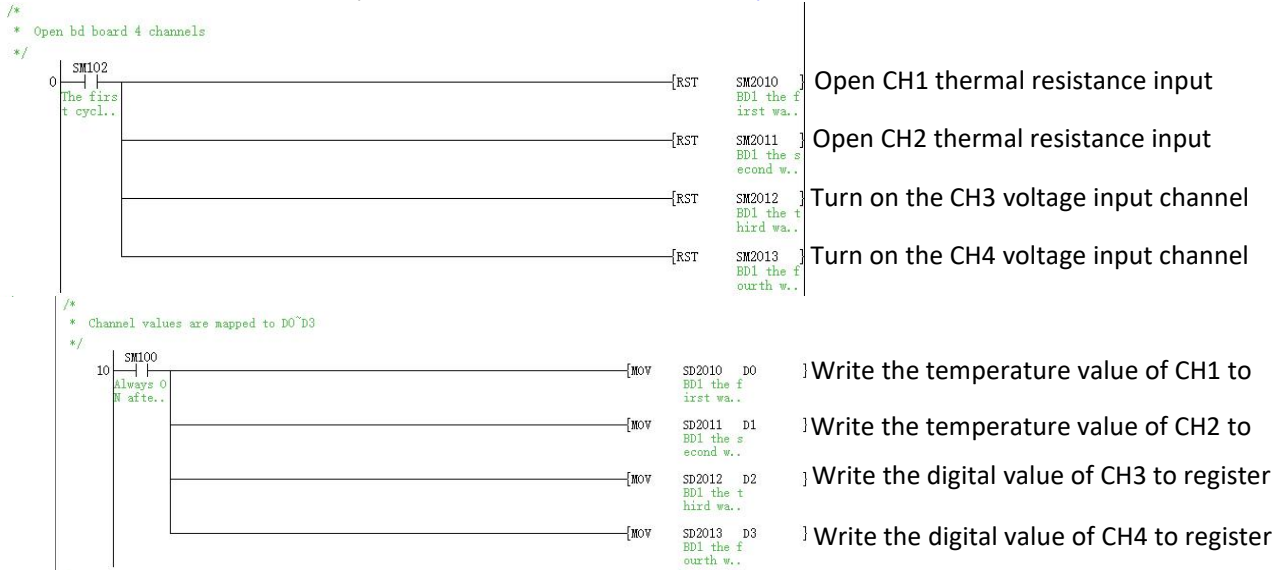 /*
* Open bd board 4 channels
*/
SM102
0
The firs
t cycl..
[RST SM2010 ] Open CH1 thermal resistance input
BD1 the f
irst wa..
[RST SM2011 ] Open CH2 thermal resistance input
BD1 the s
econd w..
[RST SM2012 ] Turn on the CH3 voltage input channel
BD1 the t
hird wa..
[RST SM2013 ] Turn on the CH4 voltage input channel
BD1 the f
ourth w..
/*
* Channel values are mapped to D0~D3
*/
SM100
10
Always O
N afte..
[MOV SD2010 D0 ] Write the temperature value of CH1 to
BD1 the f
irst wa..
[MOV SD2011 D1 ] Write the temperature value of CH2 to
BD1 the s
econd w..
[MOV SD2012 D2 ] Write the digital value of CH3 to register
BD1 the t
hird wa..
[MOV SD2013 D3 ] Write the digital value of CH4 to register
BD1 the f
ourth w..